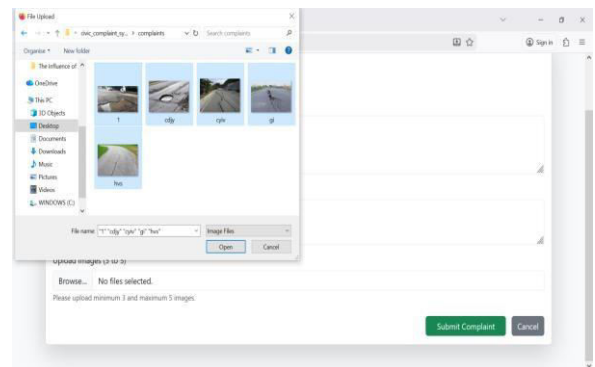 File Upload
civic_complaint_sy... > complaints
Search complaints
Organise
New folder
The influence of
OneDrive
This PC
3D Objects
Desktop
Documents
Downloads
Music
Pictures
Videos
WINDOWS (C:)
1
cdjy
cyiv
gi
hvo
File name:
"1" "cdjy" "cyiv" "gi" "hvo"
Image Files
Open
Cancel
Sign in
Upload Images (3 to 5)
Browse...
No files selected.
Please upload minimum 3 and maximum 5 images.
Submit Complaint
Cancel